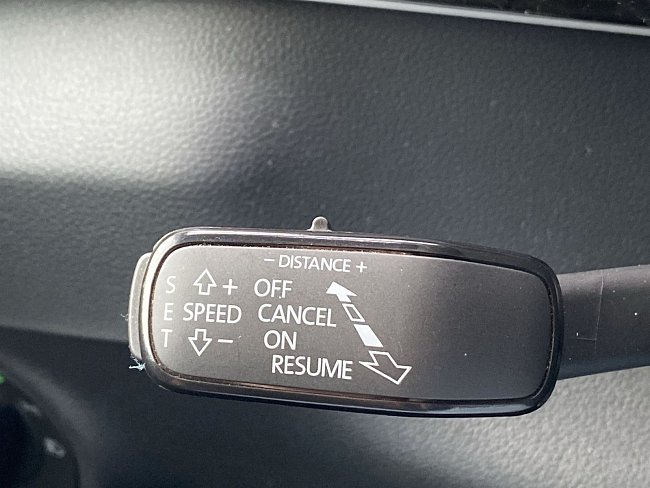 - DISTANCE +
S + OFF
E SPEED CANCEL
T - ON
RESUME